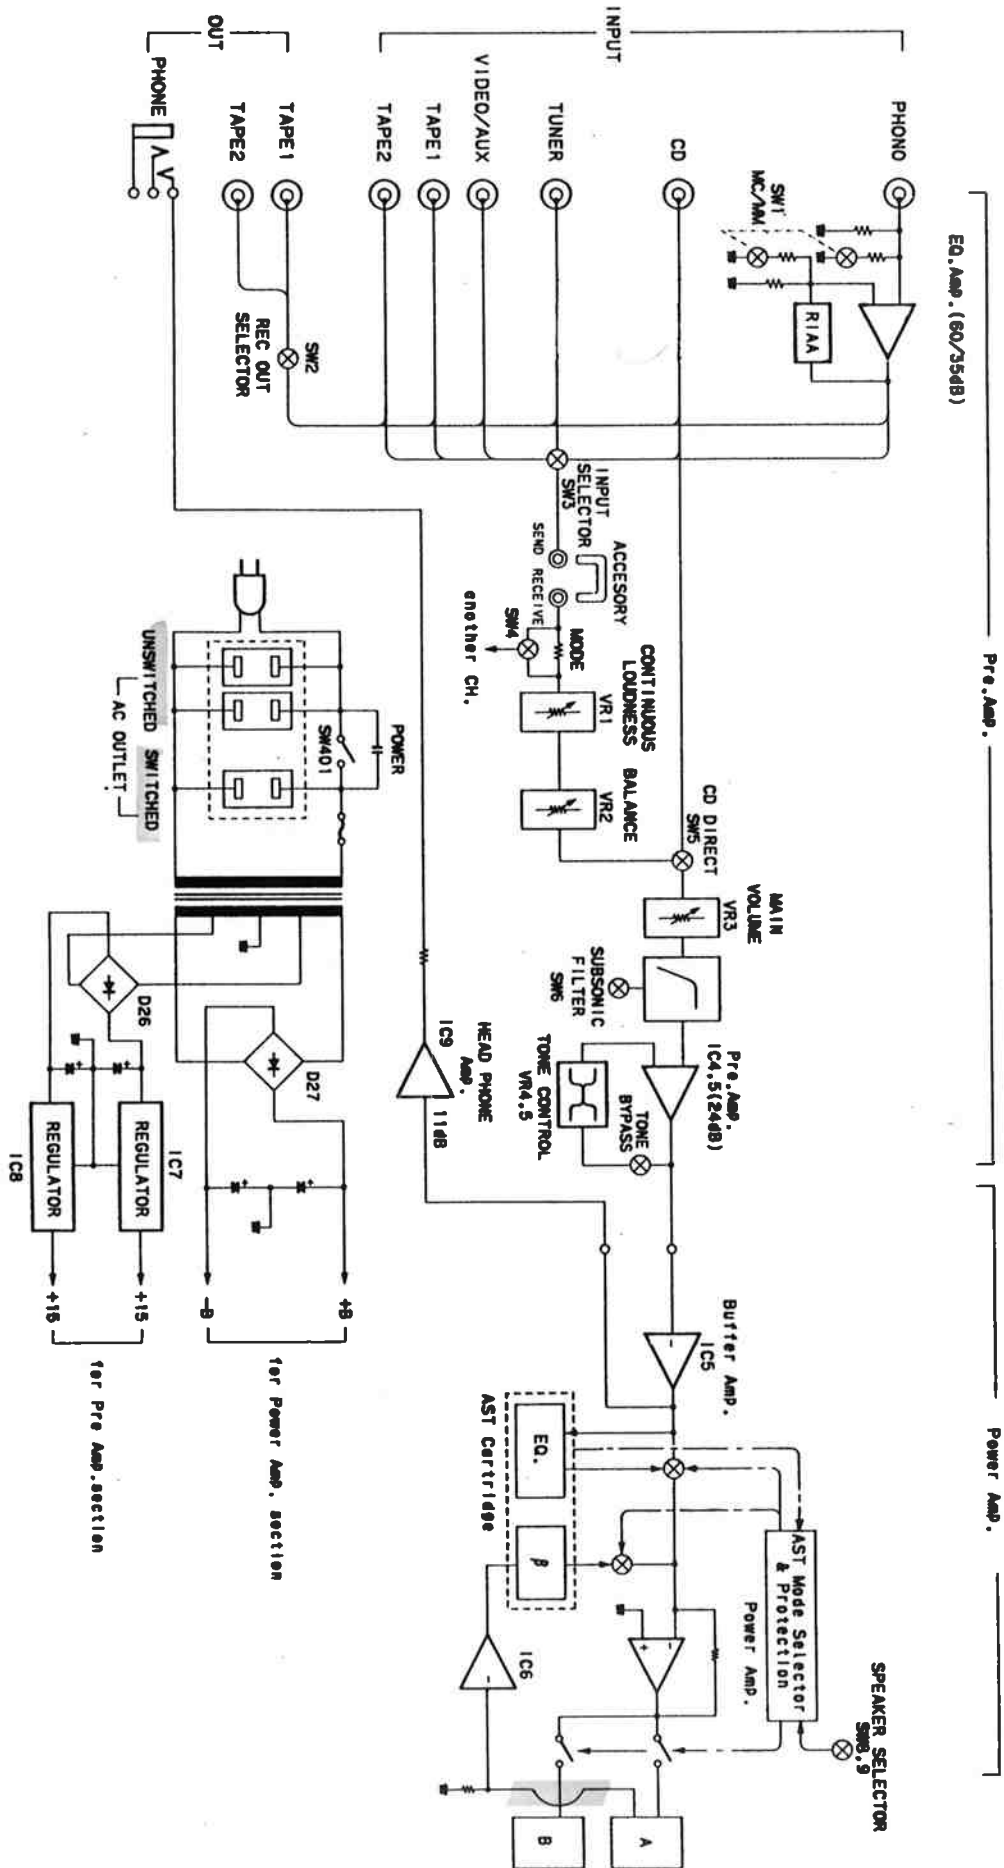 Pre.Amp.
Power Amp.
EQ.Amp.(60/35dB)
INPUT
PHONO
CD
TUNER
VIDEO/AUX
TAPE1
TAPE2
OUT
TAPE1
TAPE2
PHONE
SW1
MC/MM
RIAA
SW2
REC OUT
SELECTOR
INPUT
SELECTOR
SW3
ACCESORY
SEND
RECEIVE
MODE
SW4
enother CH.
CONTINUOUS
LOUDNESS
VR1
BALANCE
VR2
CD DIRECT
SW5
MAIN
VOLUME
VR3
SUBSONIC
FILTER
SW6
Pre.Amp.
IC4,5(24dB)
TONE CONTROL
VR4,5
TONE
BYPASS
Buffer Amp.
IC5
-
EQ.
β
AST Cartridge
AST Mode Selector
& Protection
SPEAKER SELECTOR
SW8,9
Power Amp.
-
+
IC6
-
A
B
HEAD PHONE
Amp.
IC9
11dB
POWER
SW401
UNSWITCHED
SWITCHED
AC OUTLET
D27
D26
+
+
+
+
REGULATOR
IC7
REGULATOR
IC8
+B
-B
for Power Amp. section
+15
+15
for Pre Amp.section